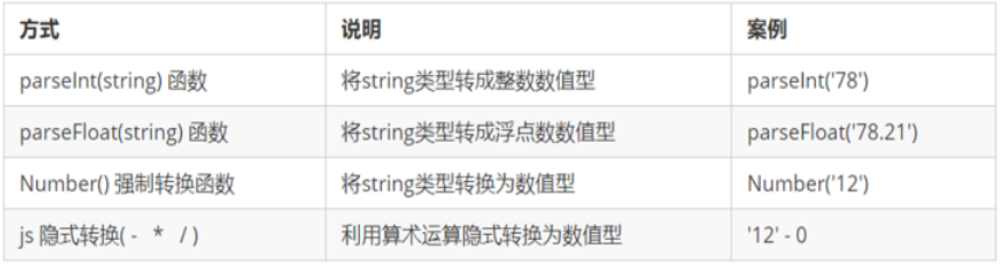 方式 说明 案例
parseInt(string) 函数 将string类型转成整数数值型 parseInt('78')
parseFloat(string) 函数 将string类型转成浮点数数值型 parseFloat('78.21')
Number() 强制转换函数 将string类型转换为数值型 Number('12')
js 隐式转换( - * / ) 利用算术运算隐式转换为数值型 '12' - 0